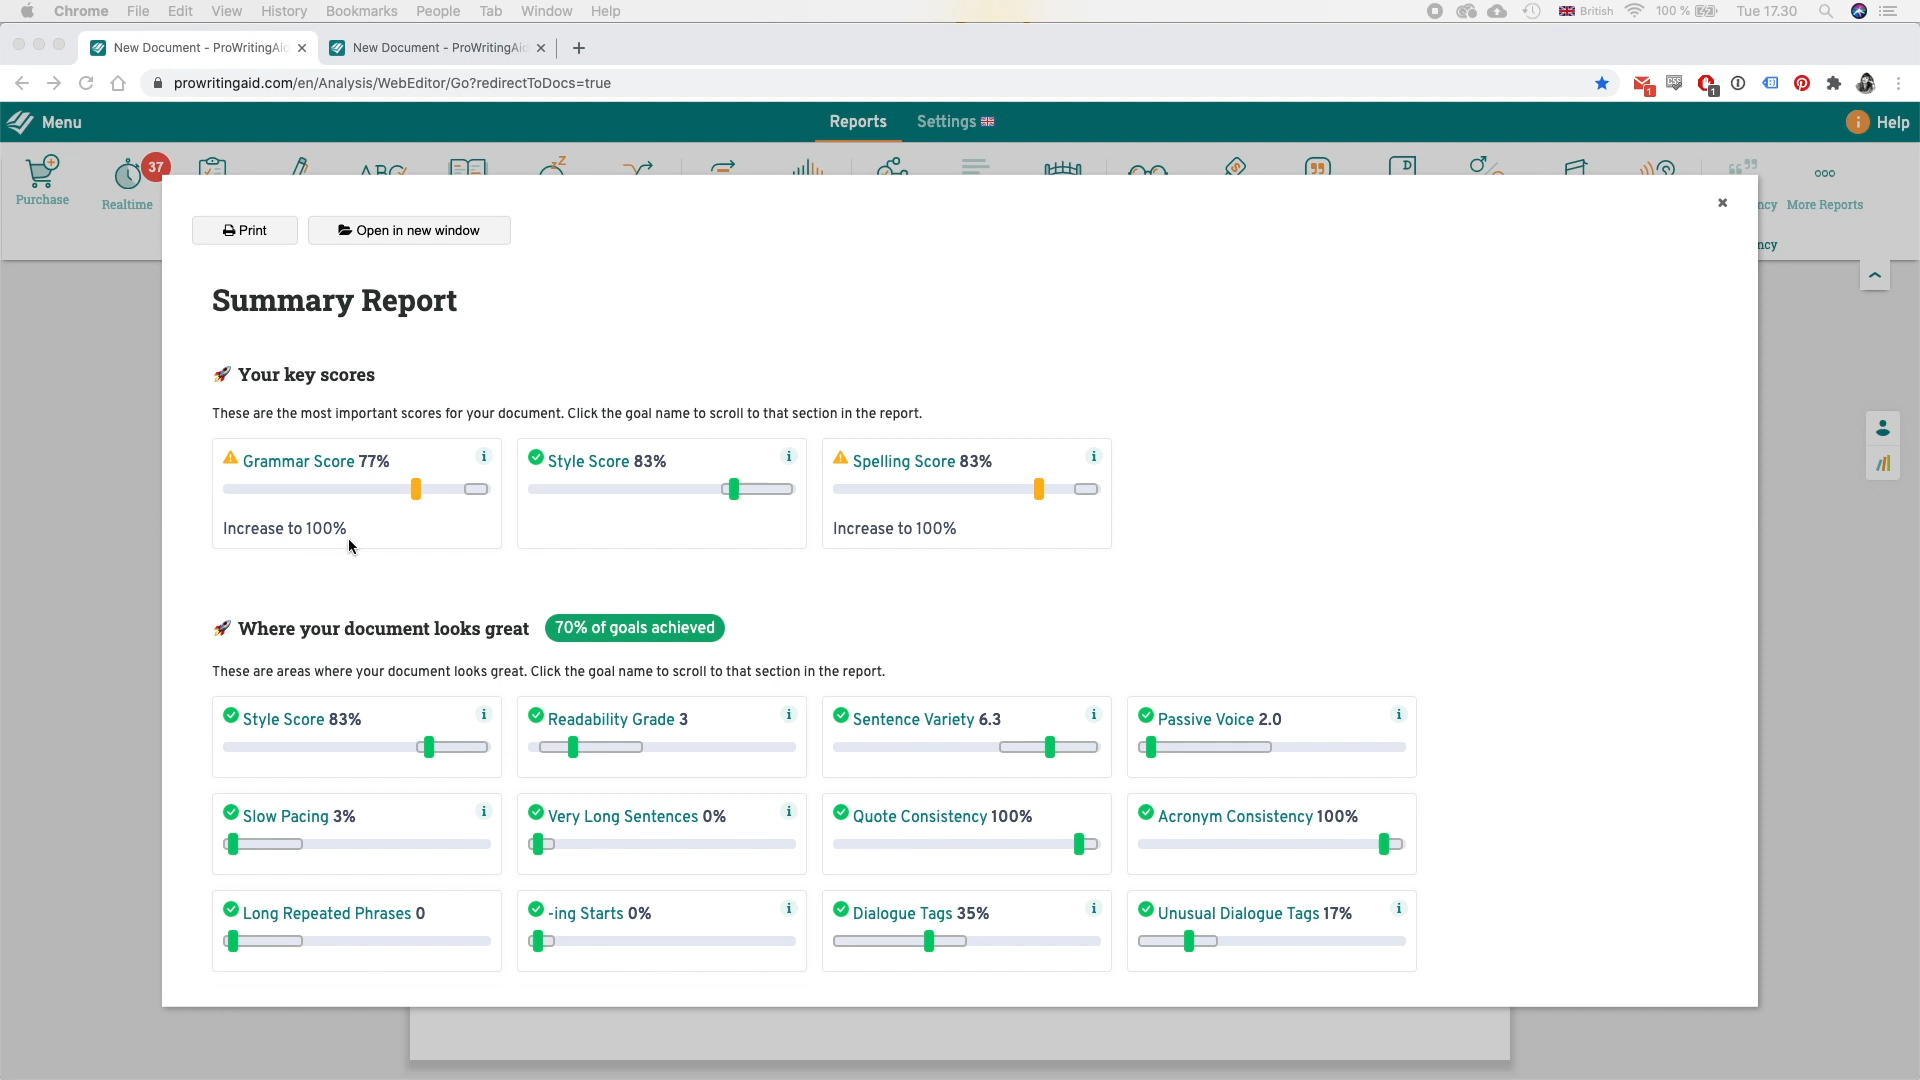 Chrome File Edit View History Bookmarks People Tab Window Help
British 100 % Tue 17.30
New Document - ProWritingAid
New Document - ProWritingAid
prowritingaid.com/en/Analysis/WebEditor/Go?redirectToDocs=true
1
1
Menu
Reports Settings
i Help
37
Purchase
Realtime
ABC
D
ncy
More Reports
ncy
Print
Open in new window
Summary Report
Your key scores
These are the most important scores for your document. Click the goal name to scroll to that section in the report.
Grammar Score 77% i
Increase to 100%
Style Score 83% i
Spelling Score 83% i
Increase to 100%
Where your document looks great 70% of goals achieved
These are areas where your document looks great. Click the goal name to scroll to that section in the report.
Style Score 83% i
Readability Grade 3 i
Sentence Variety 6.3 i
Passive Voice 2.0 i
Slow Pacing 3% i
Very Long Sentences 0% i
Quote Consistency 100%
Acronym Consistency 100%
Long Repeated Phrases 0
-ing Starts 0% i
Dialogue Tags 35% i
Unusual Dialogue Tags 17% i